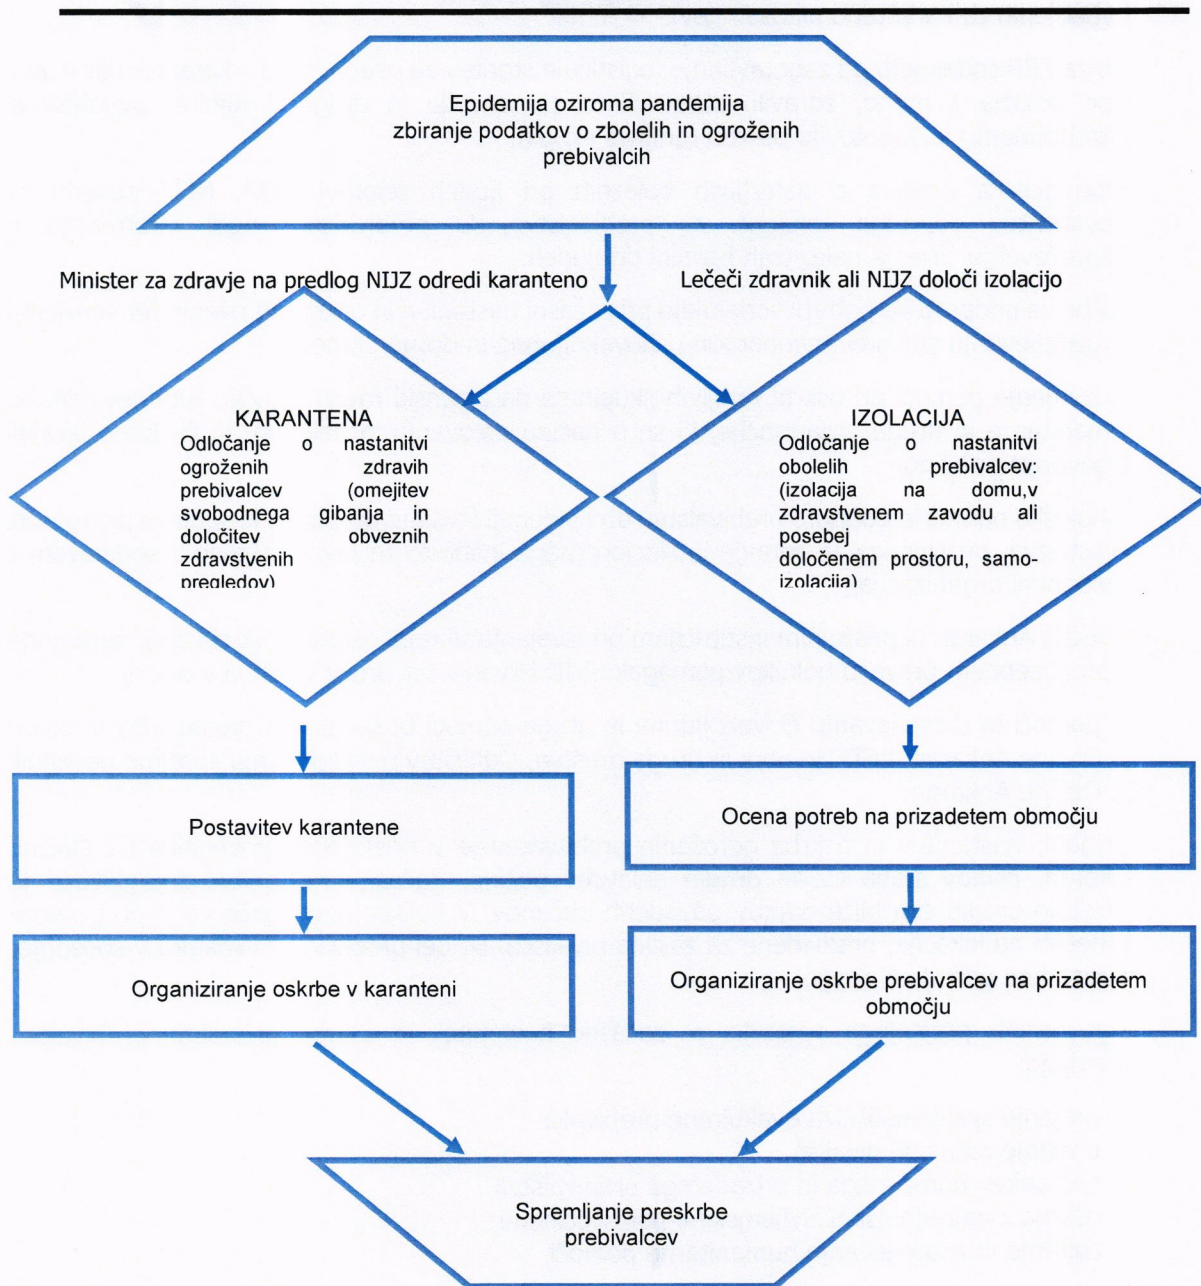 Epidemija oziroma pandemija
zbiranje podatkov o zbolelih in ogroženih
prebivalcih
Minister za zdravje na predlog NIJZ odredi karanteno
Lečeči zdravnik ali NIJZ določi izolacijo
KARANTENA
Odločanje o nastanitvi
ogroženih zdravih
prebivalcev (omejitev
svobodnega gibanja in
določitev obveznih
zdravstvenih
pregledov)
IZOLACIJA
Odločanje o nastanitvi
obolelih prebivalcev:
(izolacija na domu,v
zdravstvenem zavodu ali
posebej
določenem prostoru, samo-
izolacija)
Postavitev karantene
Ocena potreb na prizadetem območju
Organiziranje oskrbe v karanteni
Organiziranje oskrbe prebivalcev na prizadetem
območju
Spremljanje preskrbe
prebivalcev